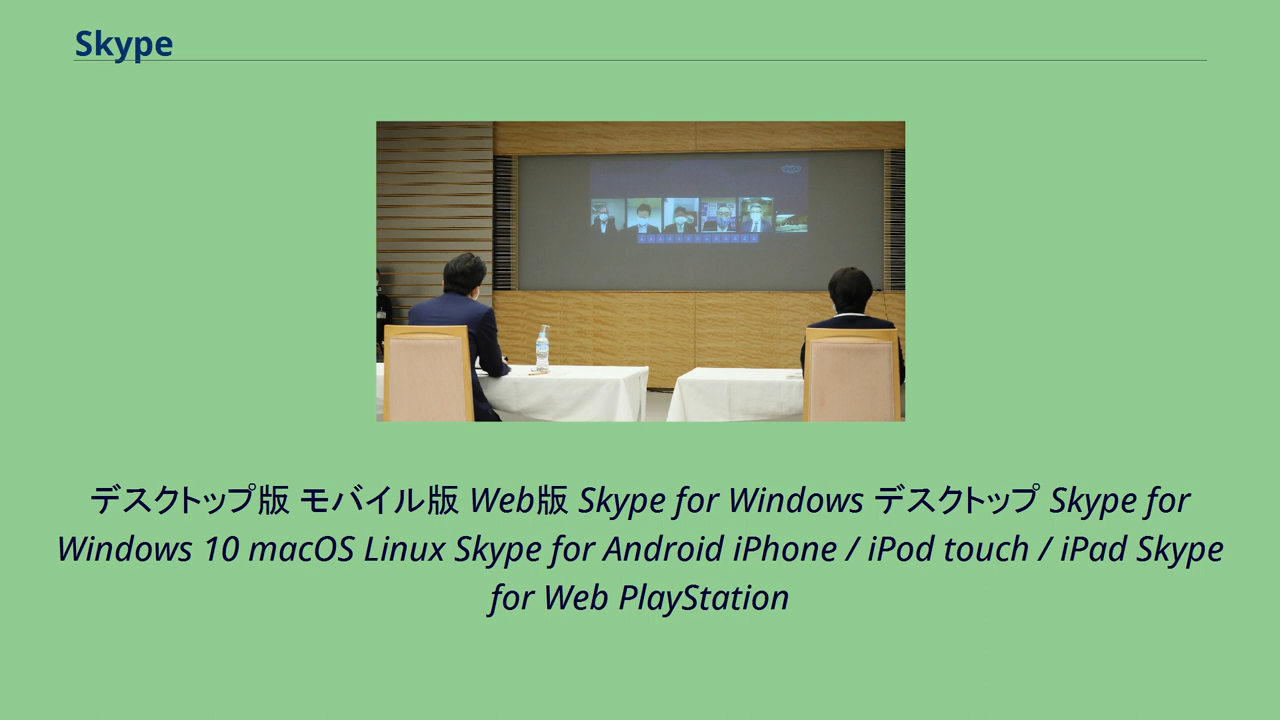 Skype
デスクトップ版 モバイル版 Web版 Skype for Windows デスクトップ Skype for
Windows 10 macOS Linux Skype for Android iPhone / iPod touch / iPad Skype
for Web PlayStation